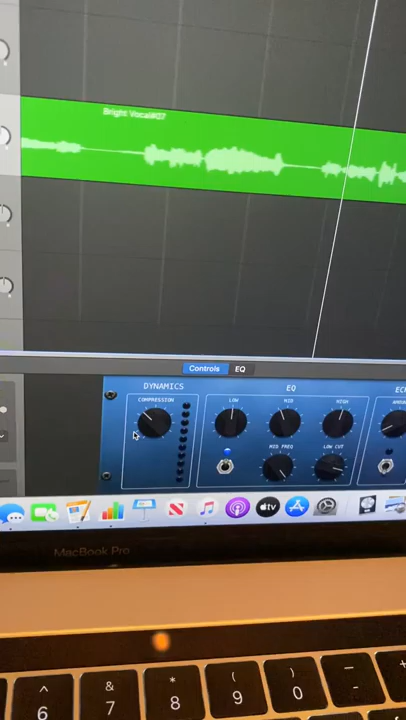 Bright Vocal#07
Controls EQ
DYNAMICS
COMPRESSION
EQ
LOW
MID
HIGH
MID FREQ
LOW CUT
tv
MacBook Pro
^
6
&
7
*
8
(
9
)
0
—
-
+